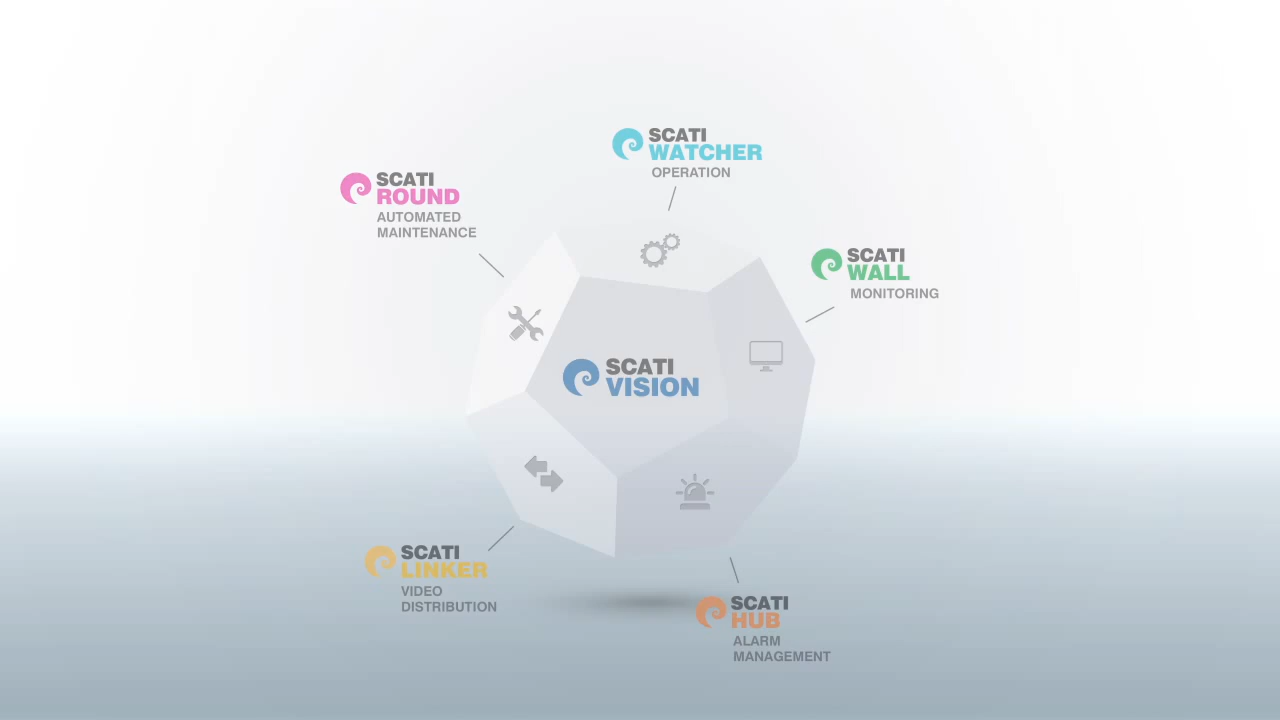 SCATI
WATCHER
OPERATION
SCATI
ROUND
AUTOMATED
MAINTENANCE
SCATI
WALL
MONITORING
SCATI
VISION
SCATI
LINKER
VIDEO
DISTRIBUTION
SCATI
HUB
ALARM
MANAGEMENT